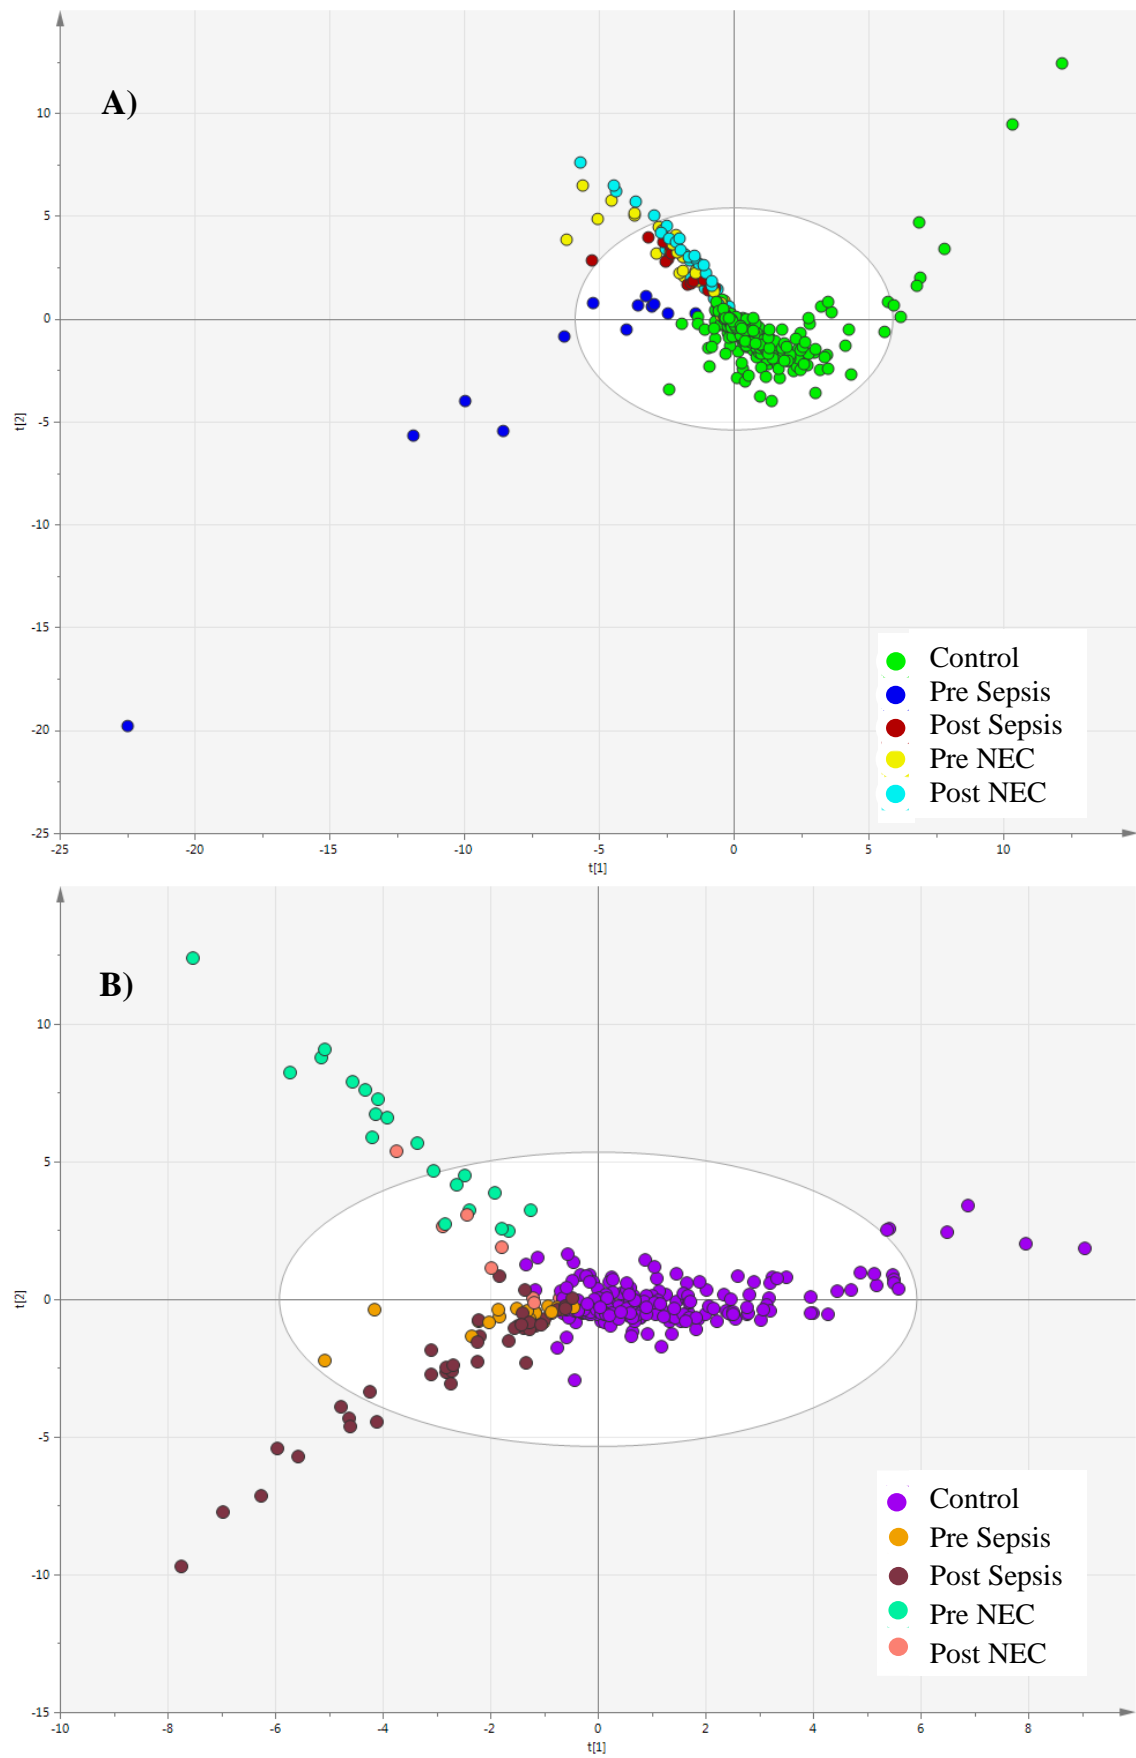 A)
10
5
0
-5
-10
-15
-20
-25
t[2]
-25 -20 -15 -10 -5 0 5 10
t[1]
Control
Pre Sepsis
Post Sepsis
Pre NEC
Post NEC
B)
10
5
0
-5
-10
-15
t[2]
-10 -8 -6 -4 -2 0 2 4 6 8
t[1]
Control
Pre Sepsis
Post Sepsis
Pre NEC
Post NEC